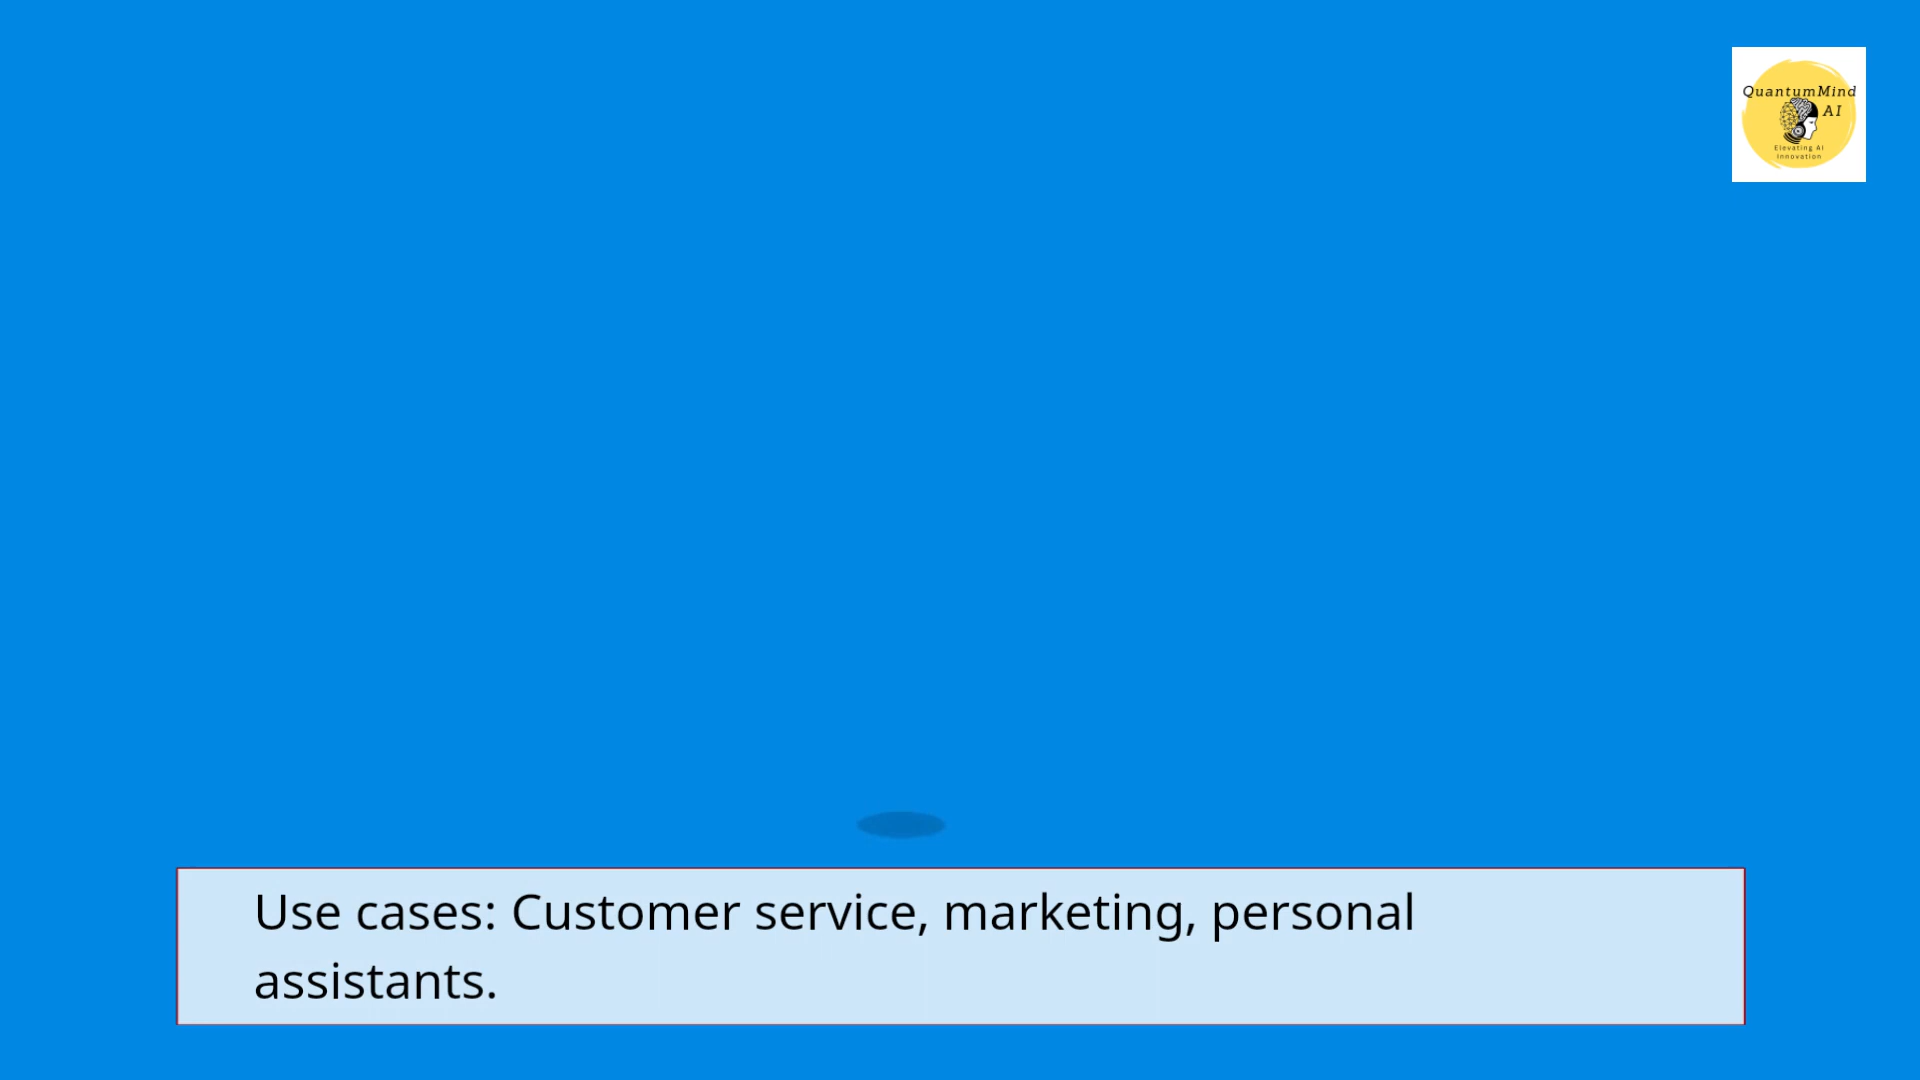 QuantumMind
AI
Elevating AI
Innovation
Use cases: Customer service, marketing, personal
assistants.